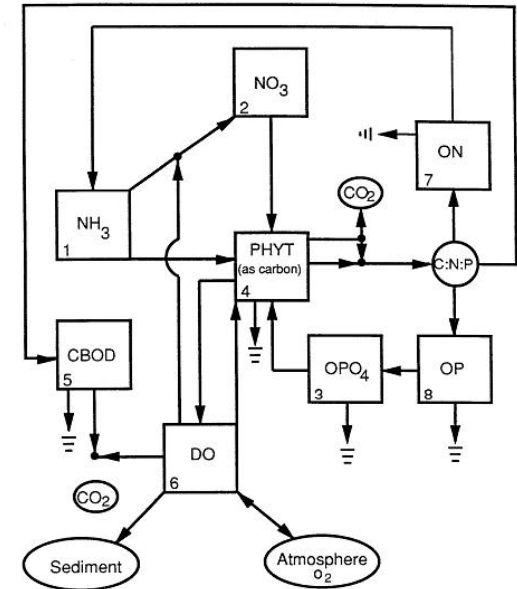 NO3
2
ON
7
CO2
NH3
1
PHYT
(as carbon)
4
C:N:P
CBOD
5
OPO4
3
OP
8
DO
6
CO2
Sediment
Atmosphere
O2